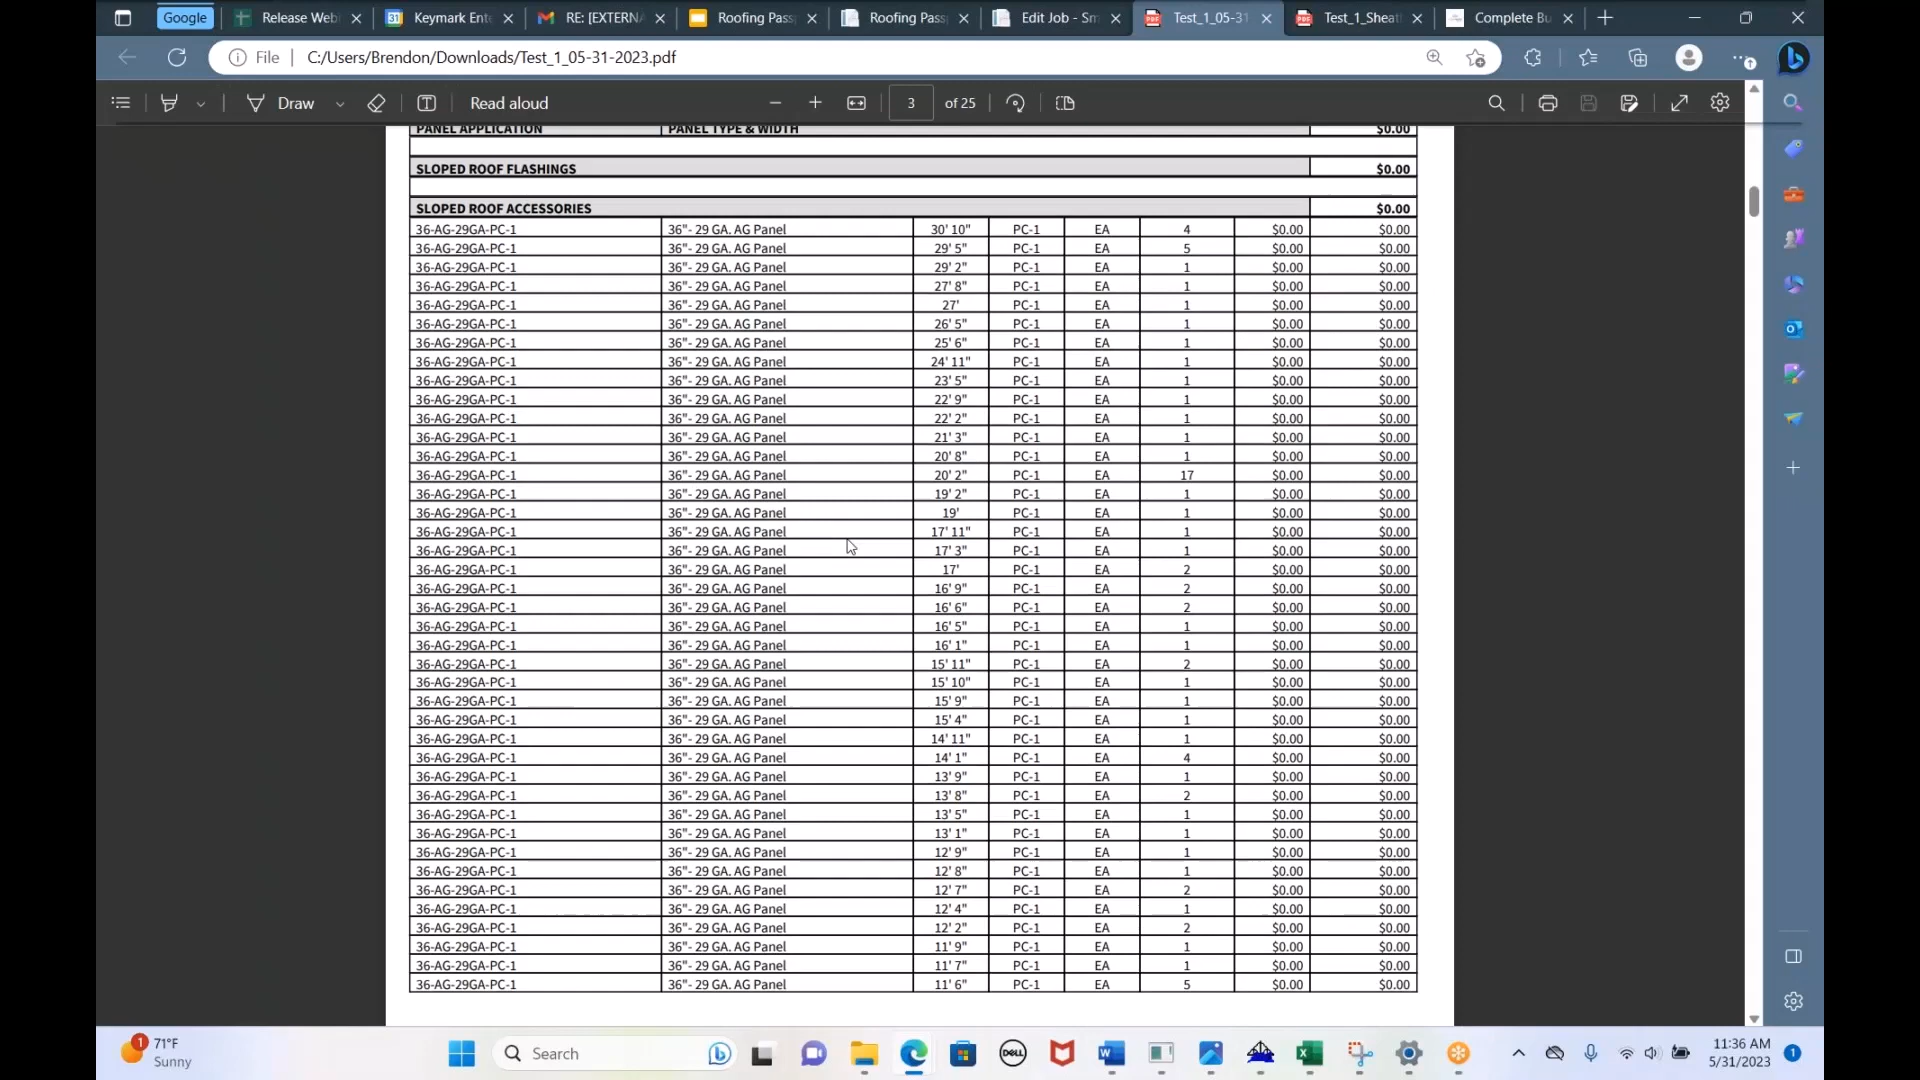 Google Release Web Keymark Ente RE: [EXTERNA Roofing Pass Roofing Pass Edit Job - Sm Test_1_05-31 Test_1_Sheat Complete Bu
File C:/Users/Brendon/Downloads/Test_1_05-31-2023.pdf
Draw Read aloud 3 of 25
PANEL APPLICATION PANEL TYPE & WIDTH $0.00
SLOPED ROOF FLASHINGS $0.00
SLOPED ROOF ACCESSORIES $0.00
36-AG-29GA-PC-1 36"- 29 GA. AG Panel 30' 10" PC-1 EA 4 $0.00 $0.00
36-AG-29GA-PC-1 36"- 29 GA. AG Panel 29' 5" PC-1 EA 5 $0.00 $0.00
36-AG-29GA-PC-1 36"- 29 GA. AG Panel 29' 2" PC-1 EA 1 $0.00 $0.00
36-AG-29GA-PC-1 36"- 29 GA. AG Panel 27' 8" PC-1 EA 1 $0.00 $0.00
36-AG-29GA-PC-1 36"- 29 GA. AG Panel 27' PC-1 EA 1 $0.00 $0.00
36-AG-29GA-PC-1 36"- 29 GA. AG Panel 26' 5" PC-1 EA 1 $0.00 $0.00
36-AG-29GA-PC-1 36"- 29 GA. AG Panel 25' 6" PC-1 EA 1 $0.00 $0.00
36-AG-29GA-PC-1 36"- 29 GA. AG Panel 24' 11" PC-1 EA 1 $0.00 $0.00
36-AG-29GA-PC-1 36"- 29 GA. AG Panel 23' 5" PC-1 EA 1 $0.00 $0.00
36-AG-29GA-PC-1 36"- 29 GA. AG Panel 22' 9" PC-1 EA 1 $0.00 $0.00
36-AG-29GA-PC-1 36"- 29 GA. AG Panel 22' 2" PC-1 EA 1 $0.00 $0.00
36-AG-29GA-PC-1 36"- 29 GA. AG Panel 21' 3" PC-1 EA 1 $0.00 $0.00
36-AG-29GA-PC-1 36"- 29 GA. AG Panel 20' 8" PC-1 EA 1 $0.00 $0.00
36-AG-29GA-PC-1 36"- 29 GA. AG Panel 20' 2" PC-1 EA 17 $0.00 $0.00
36-AG-29GA-PC-1 36"- 29 GA. AG Panel 19' 2" PC-1 EA 1 $0.00 $0.00
36-AG-29GA-PC-1 36"- 29 GA. AG Panel 19' PC-1 EA 1 $0.00 $0.00
36-AG-29GA-PC-1 36"- 29 GA. AG Panel 17' 11" PC-1 EA 1 $0.00 $0.00
36-AG-29GA-PC-1 36"- 29 GA. AG Panel 17' 3" PC-1 EA 1 $0.00 $0.00
36-AG-29GA-PC-1 36"- 29 GA. AG Panel 17' PC-1 EA 2 $0.00 $0.00
36-AG-29GA-PC-1 36"- 29 GA. AG Panel 16' 9" PC-1 EA 2 $0.00 $0.00
36-AG-29GA-PC-1 36"- 29 GA. AG Panel 16' 6" PC-1 EA 2 $0.00 $0.00
36-AG-29GA-PC-1 36"- 29 GA. AG Panel 16' 5" PC-1 EA 1 $0.00 $0.00
36-AG-29GA-PC-1 36"- 29 GA. AG Panel 16' 1" PC-1 EA 1 $0.00 $0.00
36-AG-29GA-PC-1 36"- 29 GA. AG Panel 15' 11" PC-1 EA 2 $0.00 $0.00
36-AG-29GA-PC-1 36"- 29 GA. AG Panel 15' 10" PC-1 EA 1 $0.00 $0.00
36-AG-29GA-PC-1 36"- 29 GA. AG Panel 15' 9" PC-1 EA 1 $0.00 $0.00
36-AG-29GA-PC-1 36"- 29 GA. AG Panel 15' 4" PC-1 EA 1 $0.00 $0.00
36-AG-29GA-PC-1 36"- 29 GA. AG Panel 14' 11" PC-1 EA 1 $0.00 $0.00
36-AG-29GA-PC-1 36"- 29 GA. AG Panel 14' 1" PC-1 EA 4 $0.00 $0.00
36-AG-29GA-PC-1 36"- 29 GA. AG Panel 13' 9" PC-1 EA 1 $0.00 $0.00
36-AG-29GA-PC-1 36"- 29 GA. AG Panel 13' 8" PC-1 EA 2 $0.00 $0.00
36-AG-29GA-PC-1 36"- 29 GA. AG Panel 13' 5" PC-1 EA 1 $0.00 $0.00
36-AG-29GA-PC-1 36"- 29 GA. AG Panel 13' 1" PC-1 EA 1 $0.00 $0.00
36-AG-29GA-PC-1 36"- 29 GA. AG Panel 12' 9" PC-1 EA 1 $0.00 $0.00
36-AG-29GA-PC-1 36"- 29 GA. AG Panel 12' 8" PC-1 EA 1 $0.00 $0.00
36-AG-29GA-PC-1 36"- 29 GA. AG Panel 12' 7" PC-1 EA 2 $0.00 $0.00
36-AG-29GA-PC-1 36"- 29 GA. AG Panel 12' 4" PC-1 EA 1 $0.00 $0.00
36-AG-29GA-PC-1 36"- 29 GA. AG Panel 12' 2" PC-1 EA 2 $0.00 $0.00
36-AG-29GA-PC-1 36"- 29 GA. AG Panel 11' 9" PC-1 EA 1 $0.00 $0.00
36-AG-29GA-PC-1 36"- 29 GA. AG Panel 11' 7" PC-1 EA 1 $0.00 $0.00
36-AG-29GA-PC-1 36"- 29 GA. AG Panel 11' 6" PC-1 EA 5 $0.00 $0.00
1 71°F
Sunny
Search
DELL
11:36 AM
5/31/2023
1